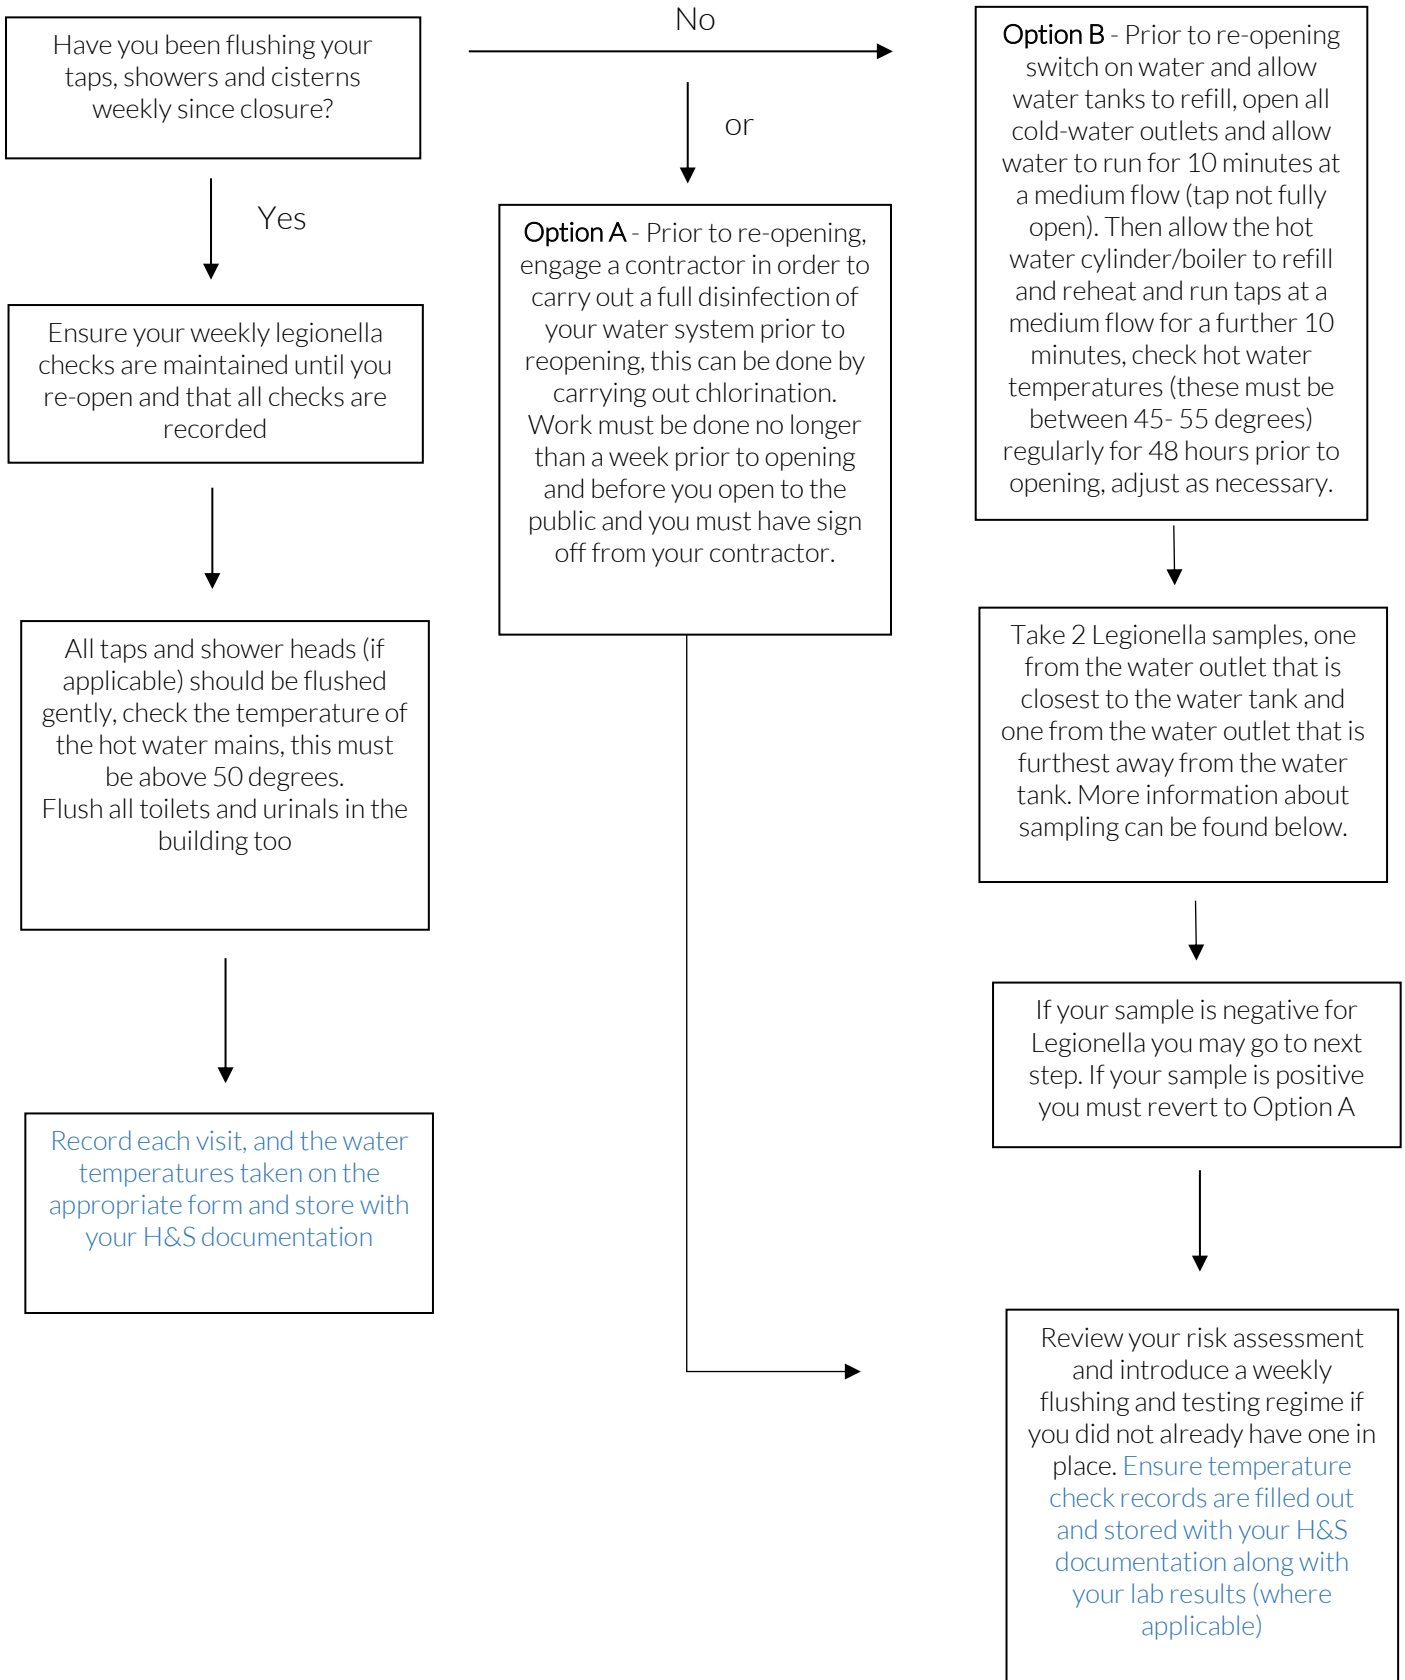 Have you been flushing your
taps, showers and cisterns
weekly since closure?
No
or
Yes
Ensure your weekly legionella
checks are maintained until you
re-open and that all checks are
recorded
All taps and shower heads (if
applicable) should be flushed
gently, check the temperature of
the hot water mains, this must
be above 50 degrees.
Flush all toilets and urinals in the
building too
Record each visit, and the water
temperatures taken on the
appropriate form and store with
your H&S documentation
Option A - Prior to re-opening,
engage a contractor in order to
carry out a full disinfection of
your water system prior to
reopening, this can be done by
carrying out chlorination.
Work must be done no longer
than a week prior to opening
and before you open to the
public and you must have sign
off from your contractor.
Option B - Prior to re-opening
switch on water and allow
water tanks to refill, open all
cold-water outlets and allow
water to run for 10 minutes at
a medium flow (tap not fully
open). Then allow the hot
water cylinder/boiler to refill
and reheat and run taps at a
medium flow for a further 10
minutes, check hot water
temperatures (these must be
between 45- 55 degrees)
regularly for 48 hours prior to
opening, adjust as necessary.
Take 2 Legionella samples, one
from the water outlet that is
closest to the water tank and
one from the water outlet that is
furthest away from the water
tank. More information about
sampling can be found below.
If your sample is negative for
Legionella you may go to next
step. If your sample is positive
you must revert to Option A
Review your risk assessment
and introduce a weekly
flushing and testing regime if
you did not already have one in
place. Ensure temperature
check records are filled out
and stored with your H&S
documentation along with
your lab results (where
applicable)